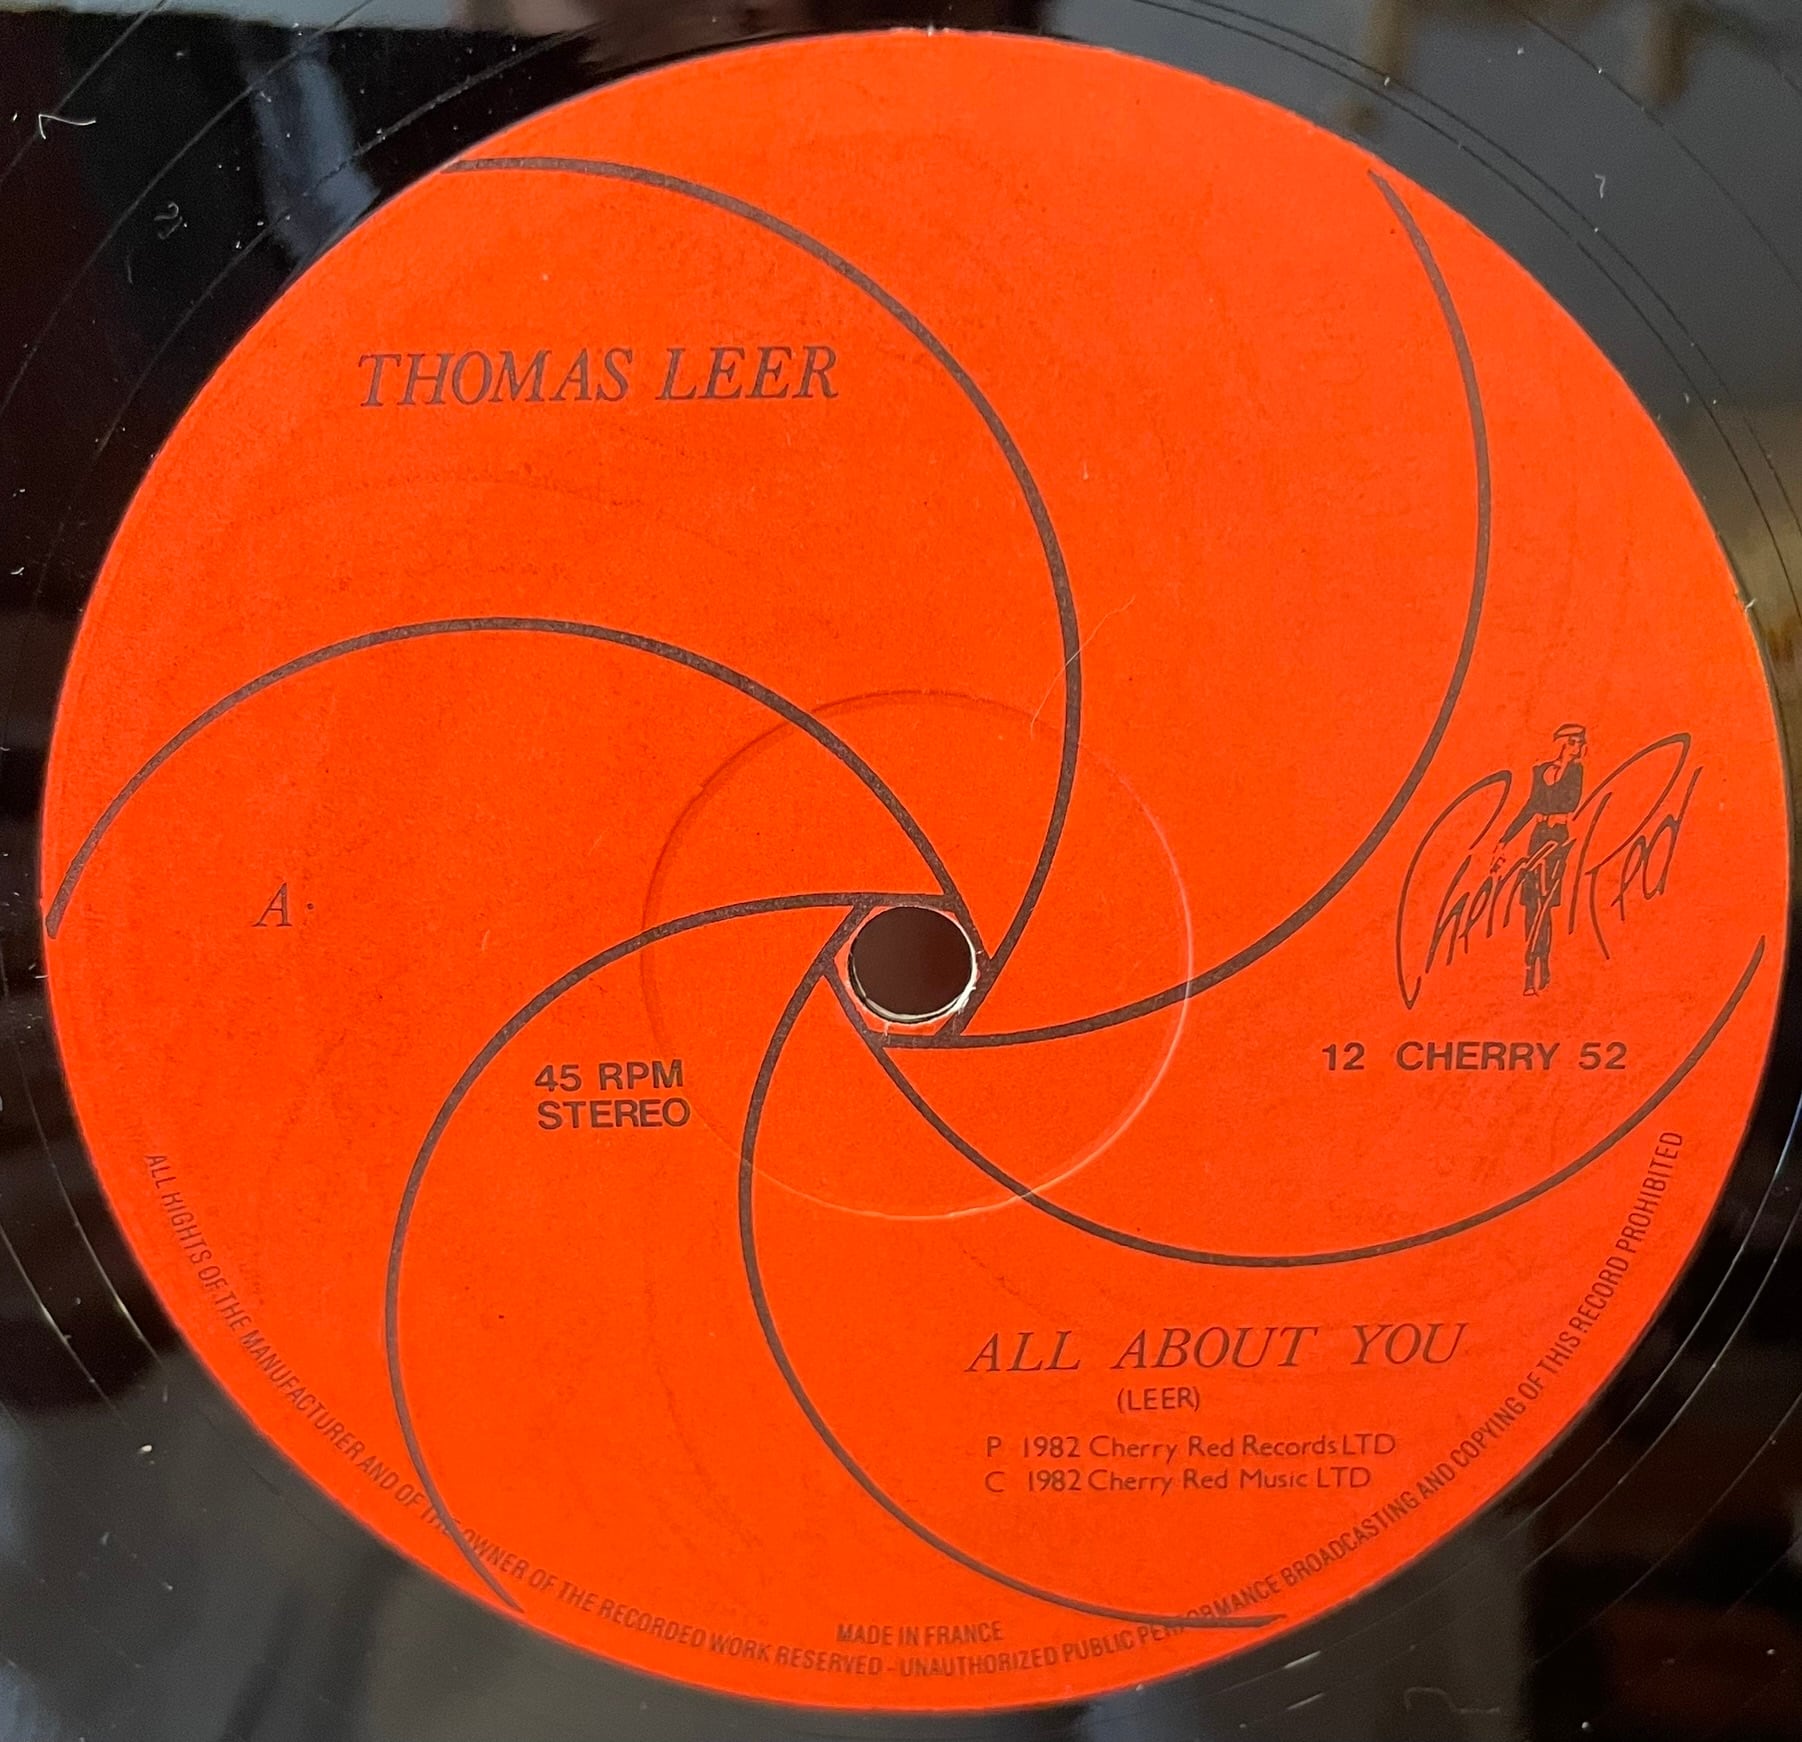 THOMAS LEER
A
Cherry Red
45 RPM
STEREO
12 CHERRY 52
ALL ABOUT YOU
(LEER)
P 1982 Cherry Red Records LTD
C 1982 Cherry Red Music LTD
MADE IN FRANCE
ALL RIGHTS OF THE MANUFACTURER AND OF THE OWNER OF THE RECORDED WORK RESERVED - UNAUTHORIZED PUBLIC PERFORMANCE BROADCASTING AND COPYING OF THIS RECORD PROHIBITED